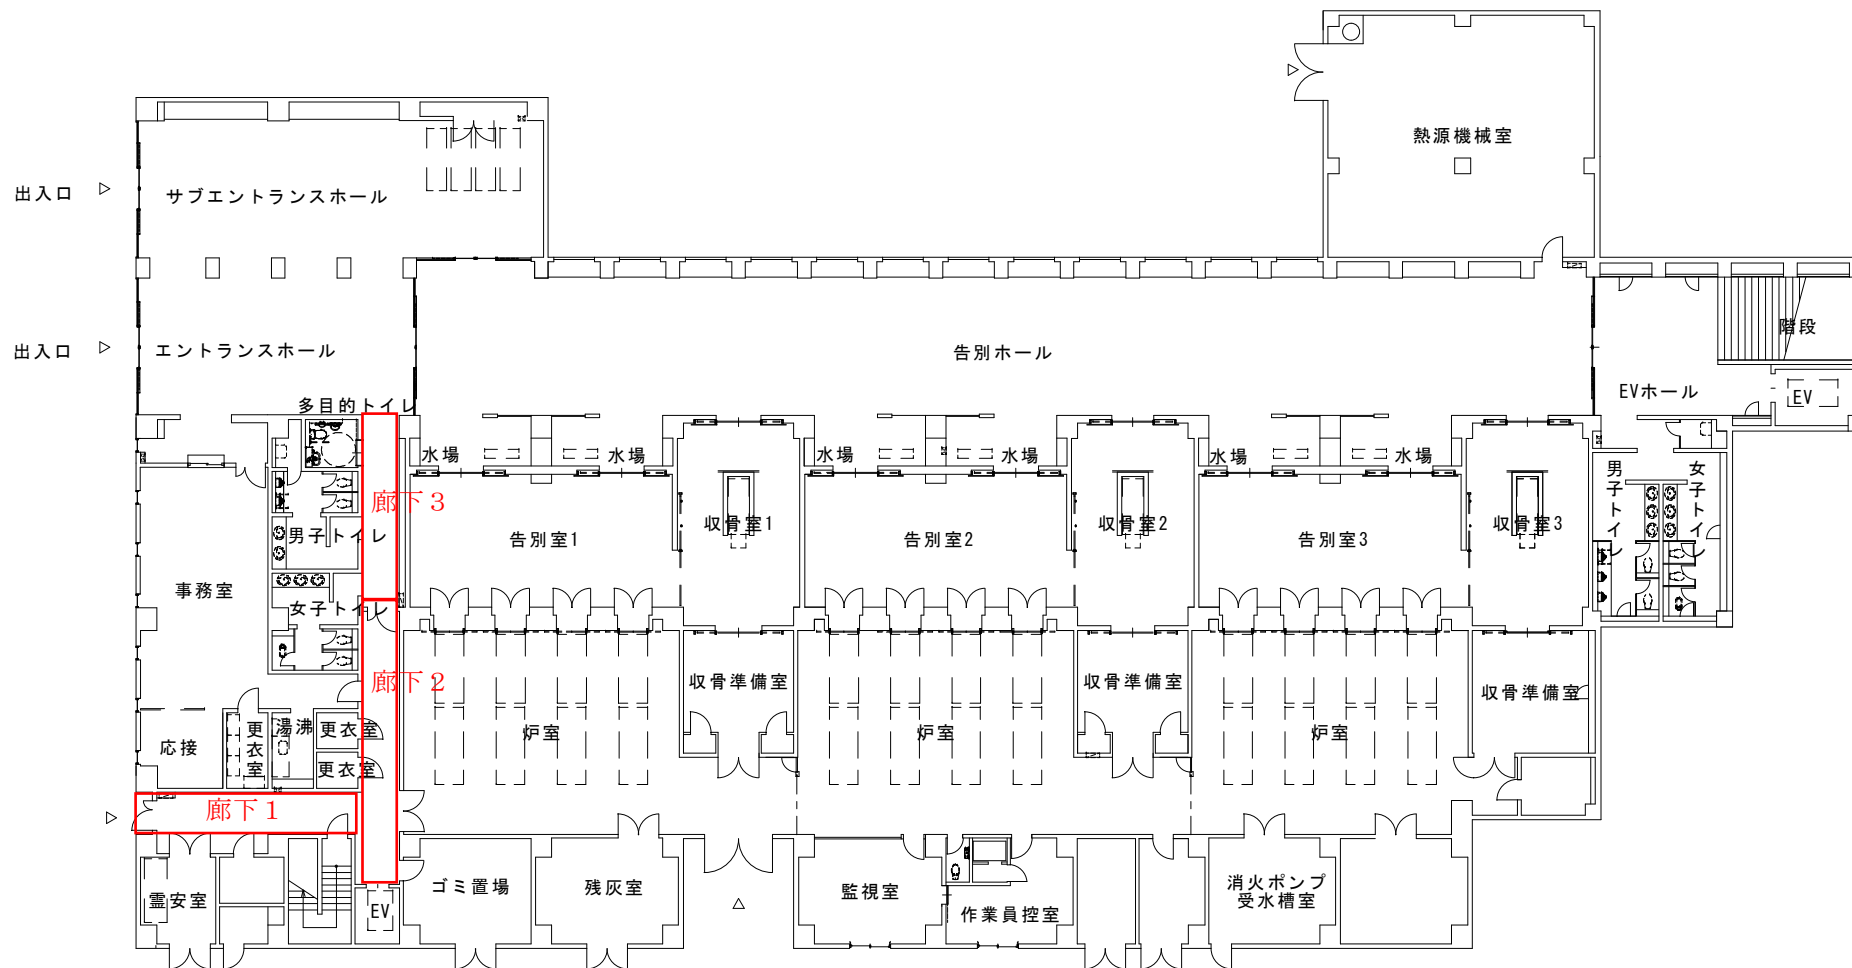 熱源機械室
出入口
サブエントランスホール
出入口
エントランスホール
告別ホール
階段
EVホール
EV
多目的トイレ
水場
水場
水場
水場
水場
水場
廊下3
男子トイレ
告別室1
収骨室1
告別室2
収骨室2
告別室3
収骨室3
男子トイレ
女子トイレ
事務室
女子トイレ
廊下2
収骨準備室
収骨準備室
収骨準備室
応接
更衣室
湯沸
更衣室
更衣室
炉室
炉室
炉室
廊下1
霊安室
EV
ゴミ置場
残灰室
監視室
作業員控室
消火ポンプ
受水槽室